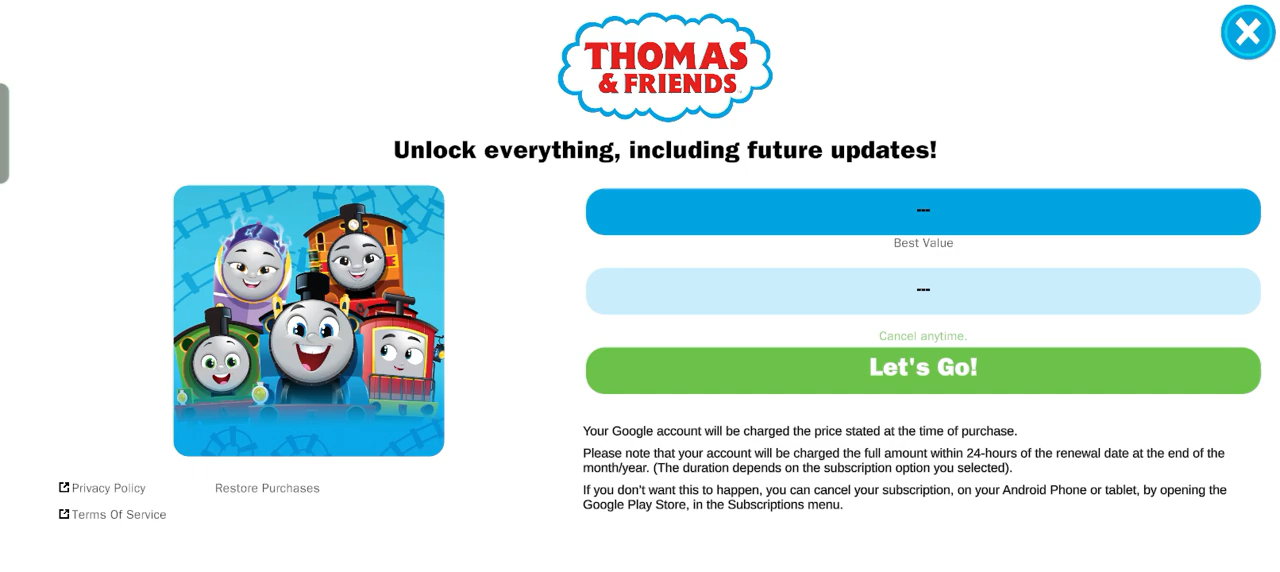 THOMAS
& FRIENDS
Unlock everything, including future updates!
---
Best Value
---
Cancel anytime.
Let's Go!
Your Google account will be charged the price stated at the time of purchase.
Please note that your account will be charged the full amount within 24-hours of the renewal date at the end of the
month/year. (The duration depends on the subscription option you selected).
If you don't want this to happen, you can cancel your subscription, on your Android Phone or tablet, by opening the
Google Play Store, in the Subscriptions menu.
Privacy Policy
Restore Purchases
Terms Of Service